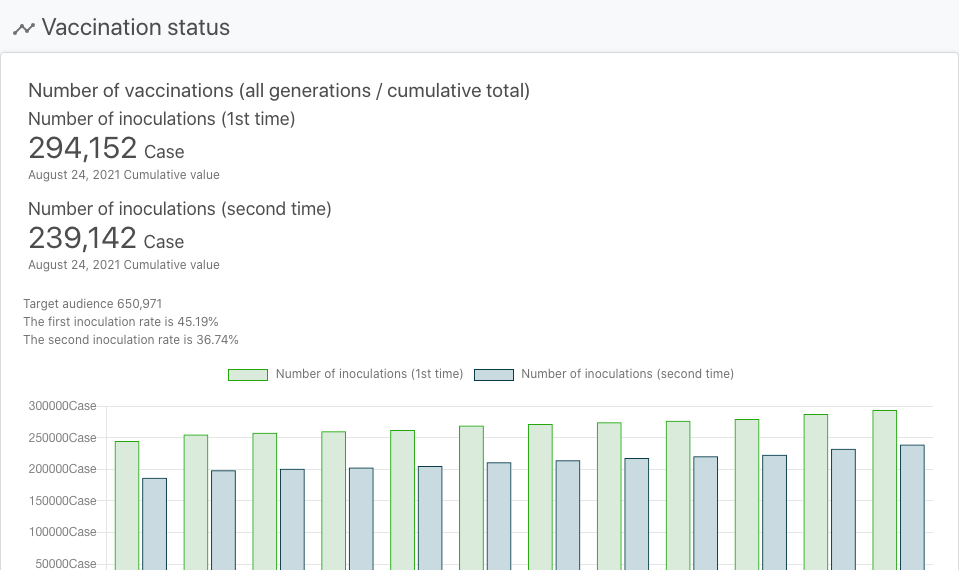 Vaccination status
Number of vaccinations (all generations / cumulative total)
Number of inoculations (1st time)
294,152 Case
August 24, 2021 Cumulative value
Number of inoculations (second time)
239,142 Case
August 24, 2021 Cumulative value
Target audience 650,971
The first inoculation rate is 45.19%
The second inoculation rate is 36.74%
Number of inoculations (1st time) Number of inoculations (second time)
300000Case
250000Case
200000Case
150000Case
100000Case
50000Case